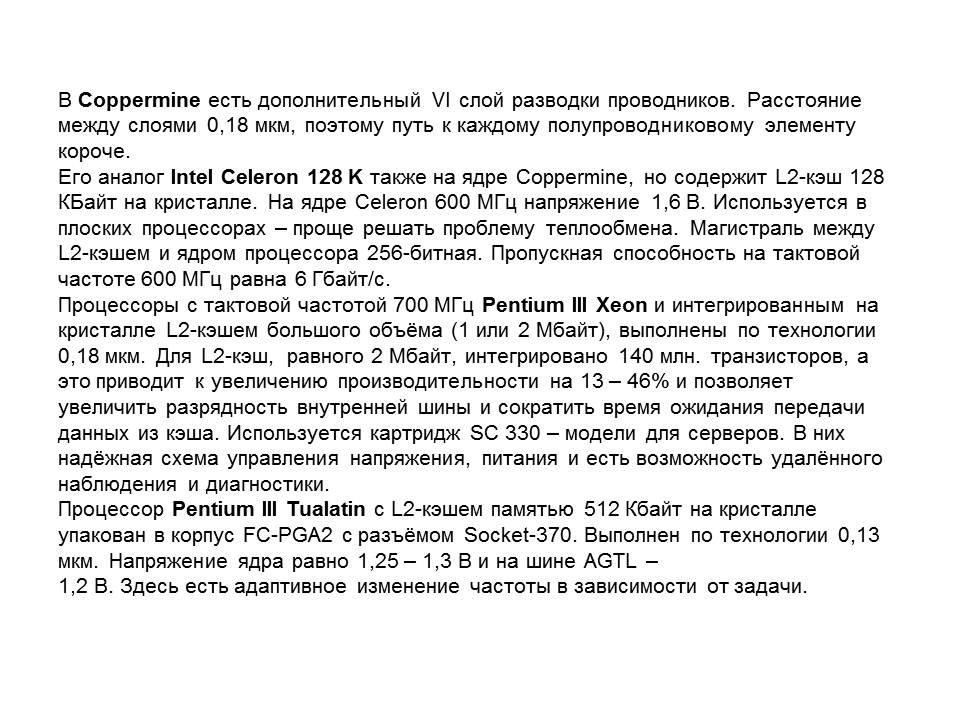 В Coppermine есть дополнительный VI слой разводки проводников. Расстояние
между слоями 0,18 мкм, поэтому путь к каждому полупроводниковому элементу
короче.
Его аналог Intel Celeron 128 K также на ядре Coppermine, но содержит L2-кэш 128
КБайт на кристалле. На ядре Celeron 600 МГц напряжение 1,6 В. Используется в
плоских процессорах – проще решать проблему теплообмена. Магистраль между
L2-кэшем и ядром процессора 256-битная. Пропускная способность на тактовой
частоте 600 МГц равна 6 Гбайт/с.
Процессоры с тактовой частотой 700 МГц Pentium III Xeon и интегрированным на
кристалле L2-кэшем большого объёма (1 или 2 Мбайт), выполнены по технологии
0,18 мкм. Для L2-кэш, равного 2 Мбайт, интегрировано 140 млн. транзисторов, а
это приводит к увеличению производительности на 13 – 46% и позволяет
увеличить разрядность внутренней шины и сократить время ожидания передачи
данных из кэша. Используется картридж SC 330 – модели для серверов. В них
надёжная схема управления напряжения, питания и есть возможность удалённого
наблюдения и диагностики.
Процессор Pentium III Tualatin с L2-кэшем памятью 512 Кбайт на кристалле
упакован в корпус FC-PGA2 с разъёмом Socket-370. Выполнен по технологии 0,13
мкм. Напряжение ядра равно 1,25 – 1,3 В и на шине AGTL –
1,2 В. Здесь есть адаптивное изменение частоты в зависимости от задачи.